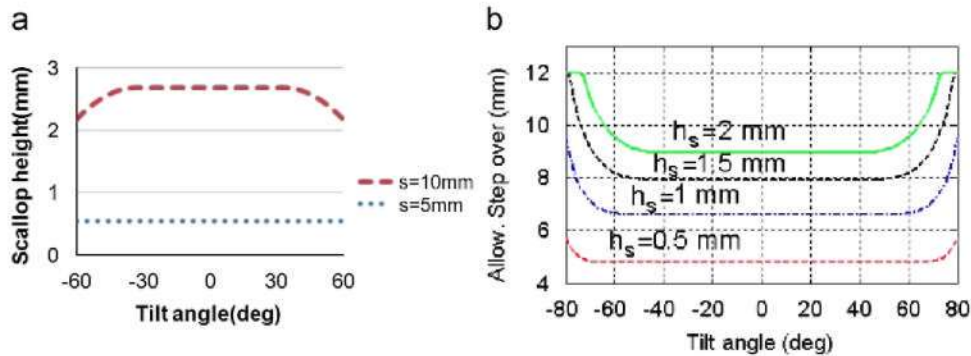 a
Scallop height(mm)
3
2
1
0
-60 -30 0 30 60
Tilt angle(deg)
s=10mm
s=5mm
b
Allow. Step over (mm)
12
10
8
6
4
hs=2 mm
hs=1.5 mm
hs=1 mm
hs=0.5 mm
-80 -60 -40 -20 0 20 40 60 80
Tilt angle (deg)